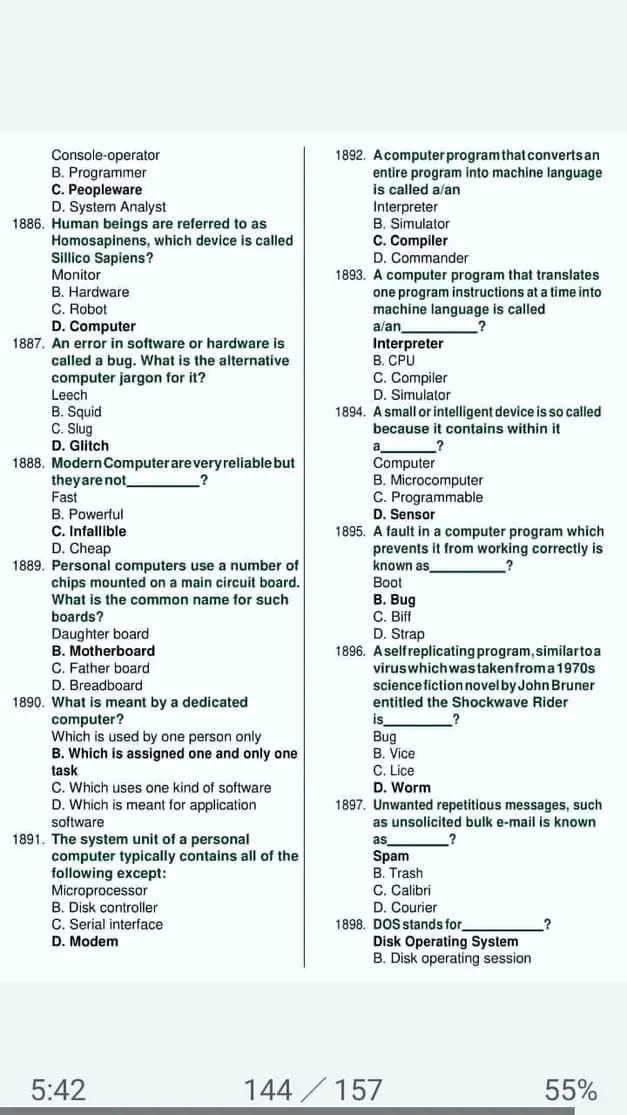 Console-operator
B. Programmer
C. Peopleware
D. System Analyst
1886. Human beings are referred to as
Homosapinens, which device is called
Sillico Sapiens?
Monitor
B. Hardware
C. Robot
D. Computer
1887. An error in software or hardware is
called a bug. What is the alternative
computer jargon for it?
Leech
B. Squid
C. Slug
D. Glitch
1888. Modern Computer are very reliable but
they are not__________?
Fast
B. Powerful
C. Infallible
D. Cheap
1889. Personal computers use a number of
chips mounted on a main circuit board.
What is the common name for such
boards?
Daughter board
B. Motherboard
C. Father board
D. Breadboard
1890. What is meant by a dedicated
computer?
Which is used by one person only
B. Which is assigned one and only one
task
C. Which uses one kind of software
D. Which is meant for application
software
1891. The system unit of a personal
computer typically contains all of the
following except:
Microprocessor
B. Disk controller
C. Serial interface
D. Modem
1892. A computer program that converts an
entire program into machine language
is called a/an
Interpreter
B. Simulator
C. Compiler
D. Commander
1893. A computer program that translates
one program instructions at a time into
machine language is called
a/an__________?
Interpreter
B. CPU
C. Compiler
D. Simulator
1894. A small or intelligent device is so called
because it contains within it
a_______?
Computer
B. Microcomputer
C. Programmable
D. Sensor
1895. A fault in a computer program which
prevents it from working correctly is
known as__________?
Boot
B. Bug
C. Biff
D. Strap
1896. A self replicating program, similar to a
virus which was taken from a 1970s
science fiction novel by John Bruner
entitled the Shockwave Rider
is_________?
Bug
B. Vice
C. Lice
D. Worm
1897. Unwanted repetitious messages, such
as unsolicited bulk e-mail is known
as________?
Spam
B. Trash
C. Calibri
D. Courier
1898. DOS stands for___________?
Disk Operating System
B. Disk operating session
5:42 144 / 157 55%